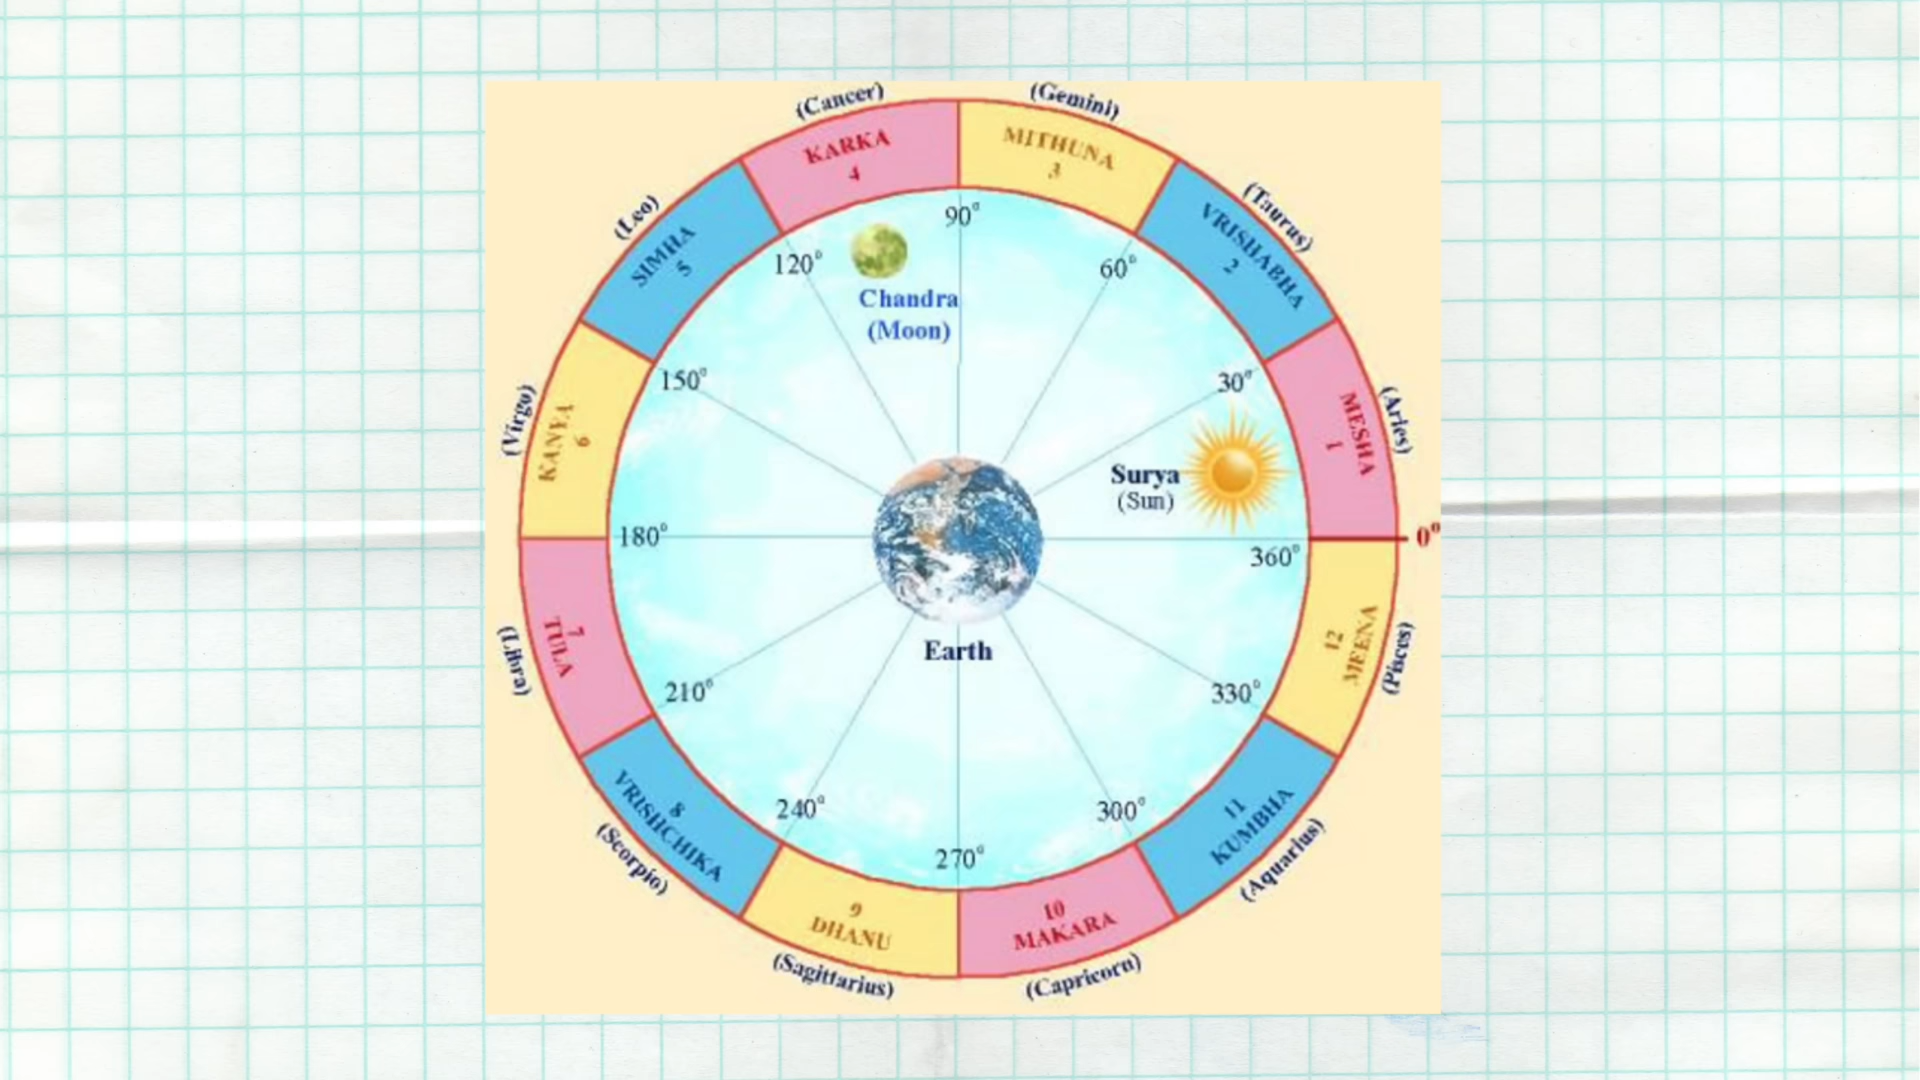 (Cancer)
(Gemini)
KARKA
4
MITHUNA
3
(Leo)
(Taurus)
SIMHA
5
VRISHABHA
2
90°
120°
60°
Chandra
(Moon)
(Virgo)
KANYA
6
150°
30°
MESHA
1
(Aries)
Surya
(Sun)
180°
360°
0°
Earth
(Libra)
7
TULA
12
MEENA
(Pisces)
210°
330°
8
VRISHCHIKA
(Scorpio)
240°
300°
11
KUMBHA
(Aquarius)
270°
9
DHANU
(Sagittarius)
10
MAKARA
(Capricorn)